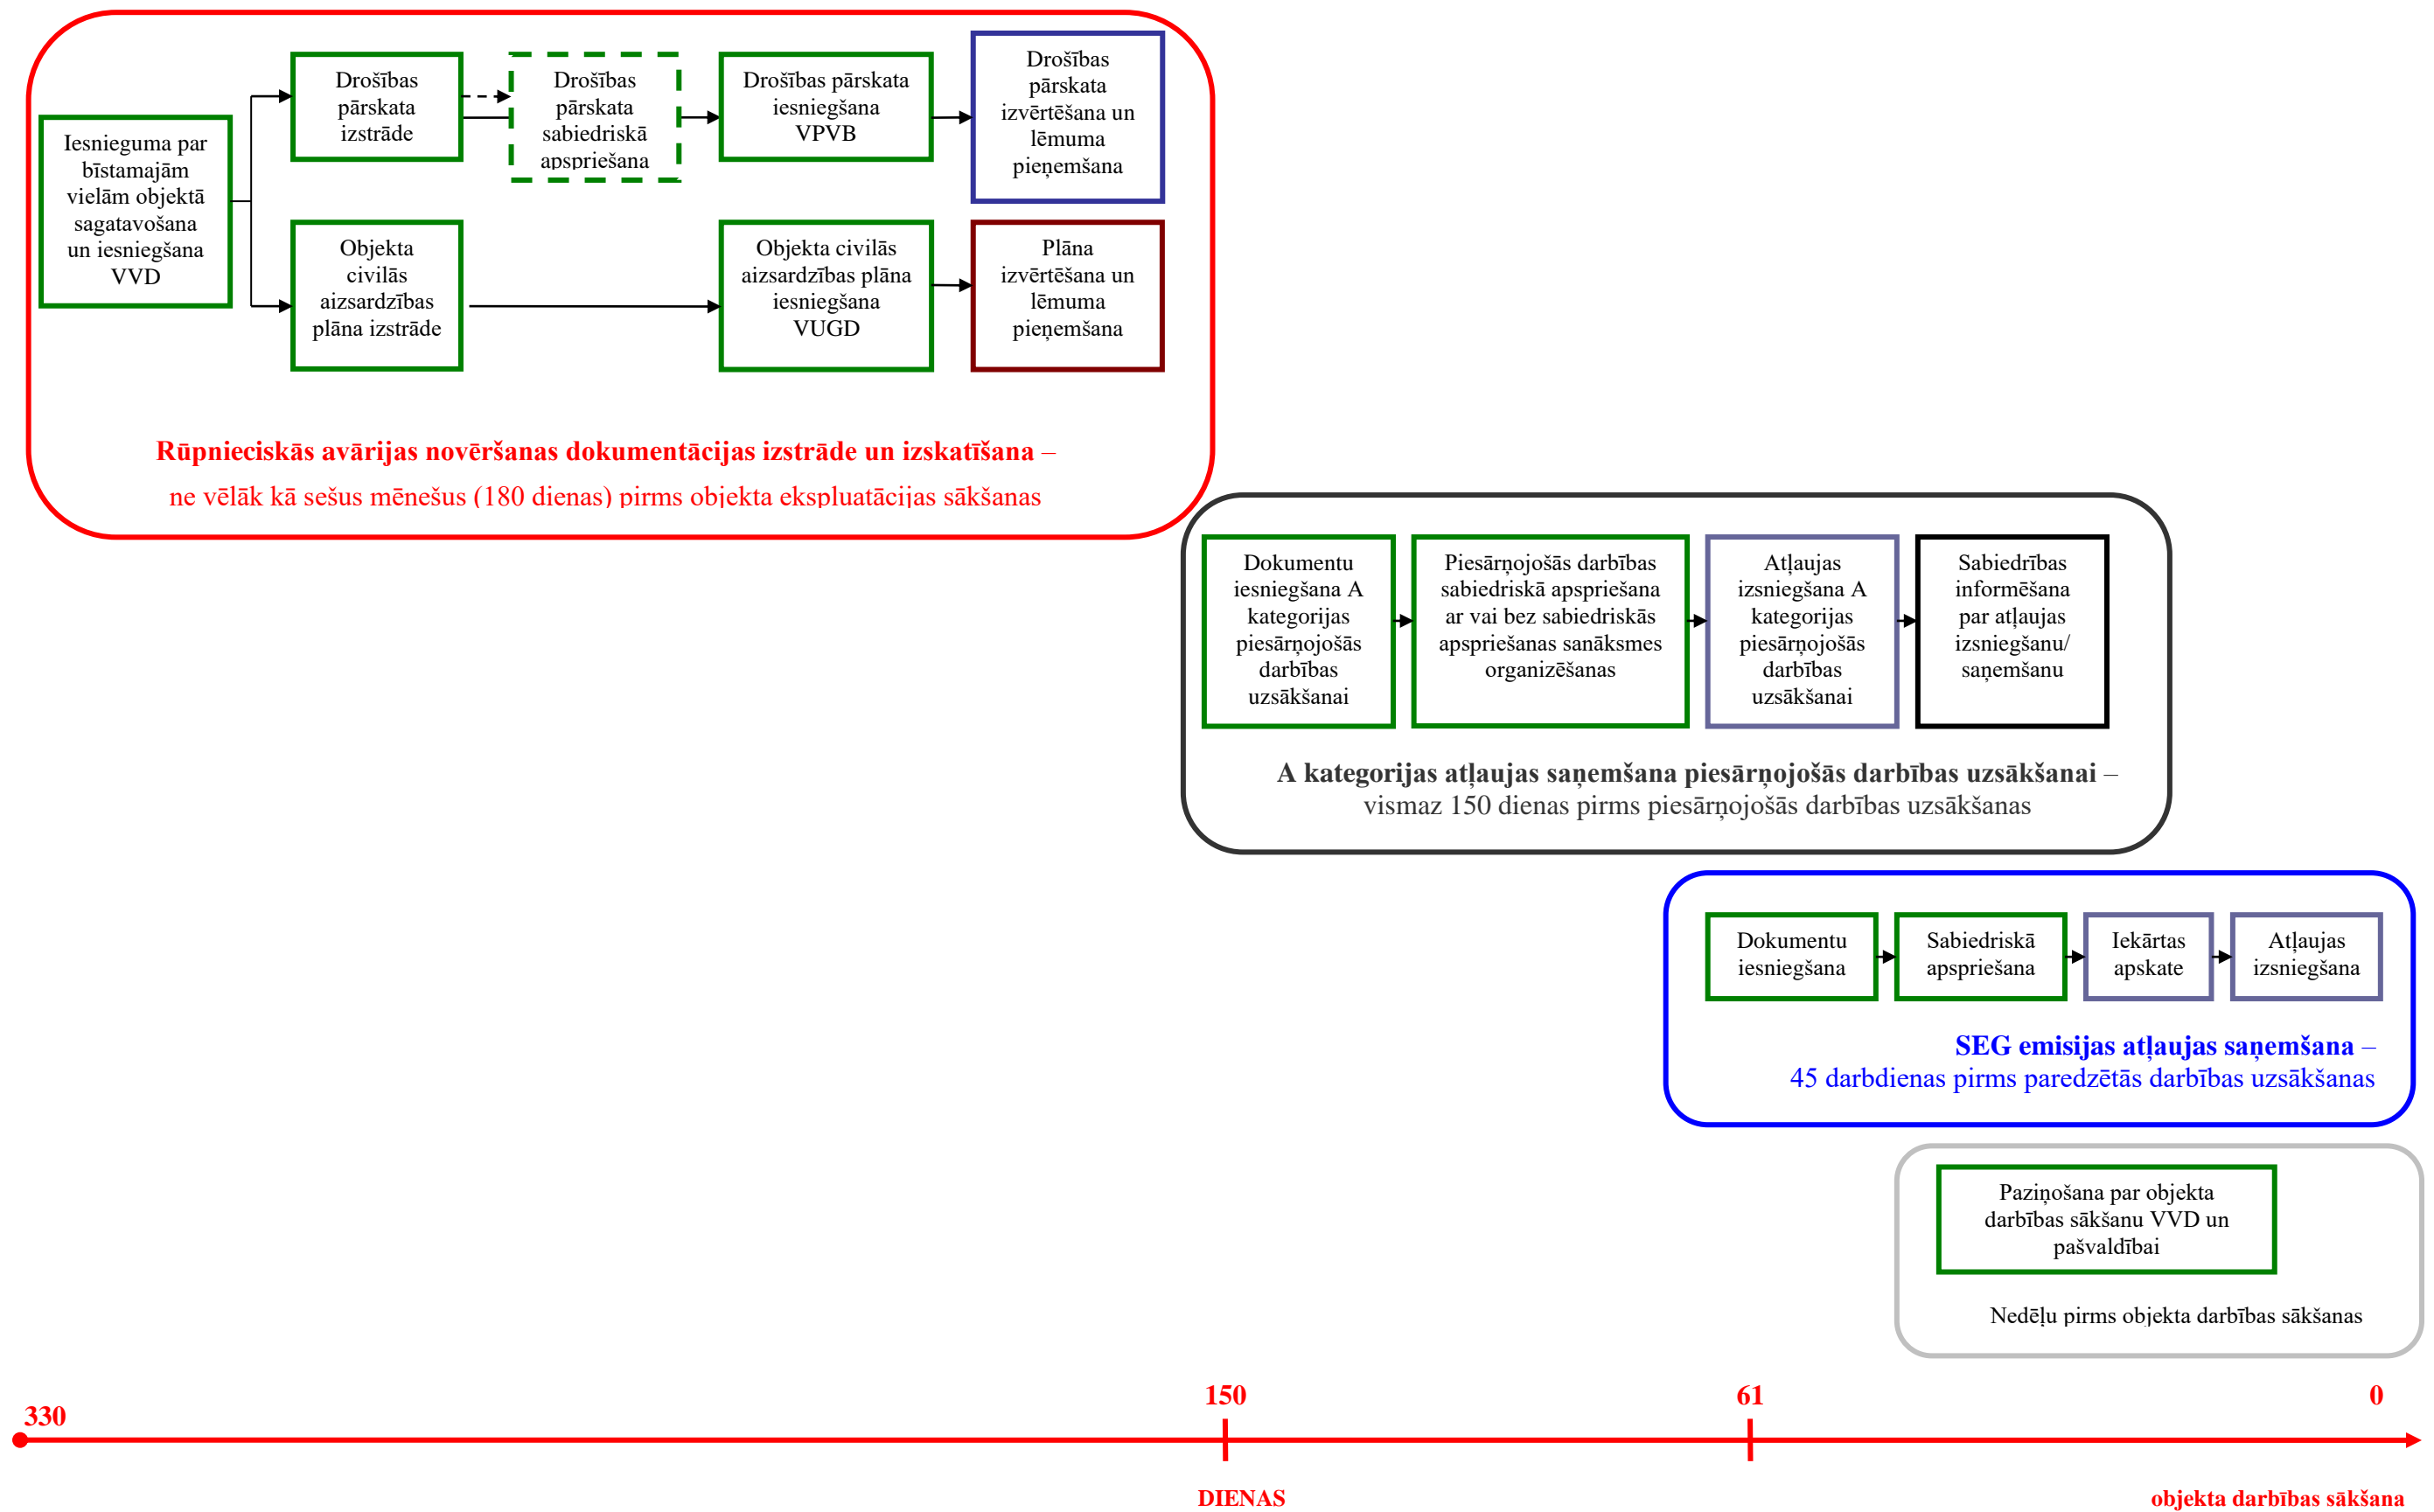 Iesnieguma par
bīstamajām
vielām objektā
sagatavošana
un iesniegšana
VVD
Drošības
pārskata
izstrāde
Drošības
pārskata
sabiedriskā
apspriešana
Drošības pārskata
iesniegšana
VPVB
Drošības
pārskata
izvērtēšana un
lēmuma
pieņemšana
Objekta
civilās
aizsardzības
plāna izstrāde
Objekta civilās
aizsardzības plāna
iesniegšana
VUGD
Plāna
izvērtēšana un
lēmuma
pieņemšana
Rūpnieciskās avārijas novēršanas dokumentācijas izstrāde un izskatīšana –
ne vēlāk kā sešus mēnešus (180 dienas) pirms objekta ekspluatācijas sākšanas
Dokumentu
iesniegšana A
kategorijas
piesārņojošās
darbības
uzsākšanai
Piesārņojošās darbības
sabiedriskā apspriešana
ar vai bez sabiedriskās
apspriešanas sanāksmes
organizēšanas
Atļaujas
izsniegšana A
kategorijas
piesārņojošās
darbības
uzsākšanai
Sabiedrības
informēšana
par atļaujas
izsniegšanu/
saņemšanu
A kategorijas atļaujas saņemšana piesārņojošās darbības uzsākšanai –
vismaz 150 dienas pirms piesārņojošās darbības uzsākšanas
Dokumentu
iesniegšana
Sabiedriskā
apspriešana
Iekārtas
apskate
Atļaujas
izsniegšana
SEG emisijas atļaujas saņemšana –
45 darbdienas pirms paredzētās darbības uzsākšanas
Paziņošana par objekta
darbības sākšanu VVD un
pašvaldībai
Nedēļu pirms objekta darbības sākšanas
330
150
61
0
DIENAS
objekta darbības sākšana